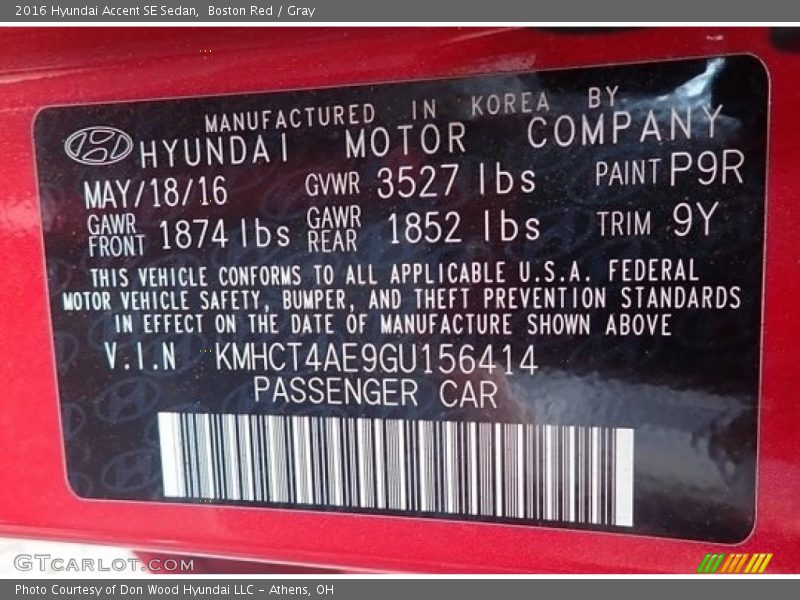 2016 Hyundai Accent SE Sedan, Boston Red / Gray
MANUFACTURED IN KOREA BY
HYUNDAI MOTOR COMPANY
MAY/18/16 GVWR 3527 lbs PAINT P9R
GAWR FRONT 1874 lbs GAWR REAR 1852 lbs TRIM 9Y
THIS VEHICLE CONFORMS TO ALL APPLICABLE U.S.A. FEDERAL
MOTOR VEHICLE SAFETY, BUMPER, AND THEFT PREVENTION STANDARDS
IN EFFECT ON THE DATE OF MANUFACTURE SHOWN ABOVE
V.I.N KMHCT4AE9GU156414
PASSENGER CAR
GTCARLOT.COM
Photo Courtesy of Don Wood Hyundai LLC - Athens, OH